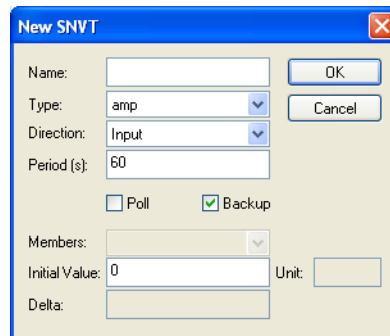 New SNVT
Name:
OK
Type: amp
Cancel
Direction: Input
Period (s): 60
Poll Backup
Members:
Initial Value: 0 Unit:
Delta: